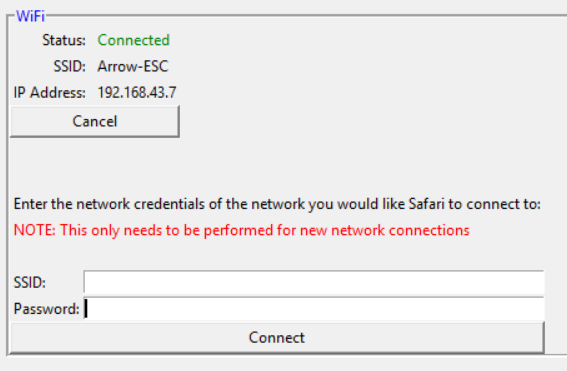 WiFi
Status: Connected
SSID: Arrow-ESC
IP Address: 192.168.43.7
Cancel
Enter the network credentials of the network you would like Safari to connect to:
NOTE: This only needs to be performed for new network connections
SSID:
Password:
Connect